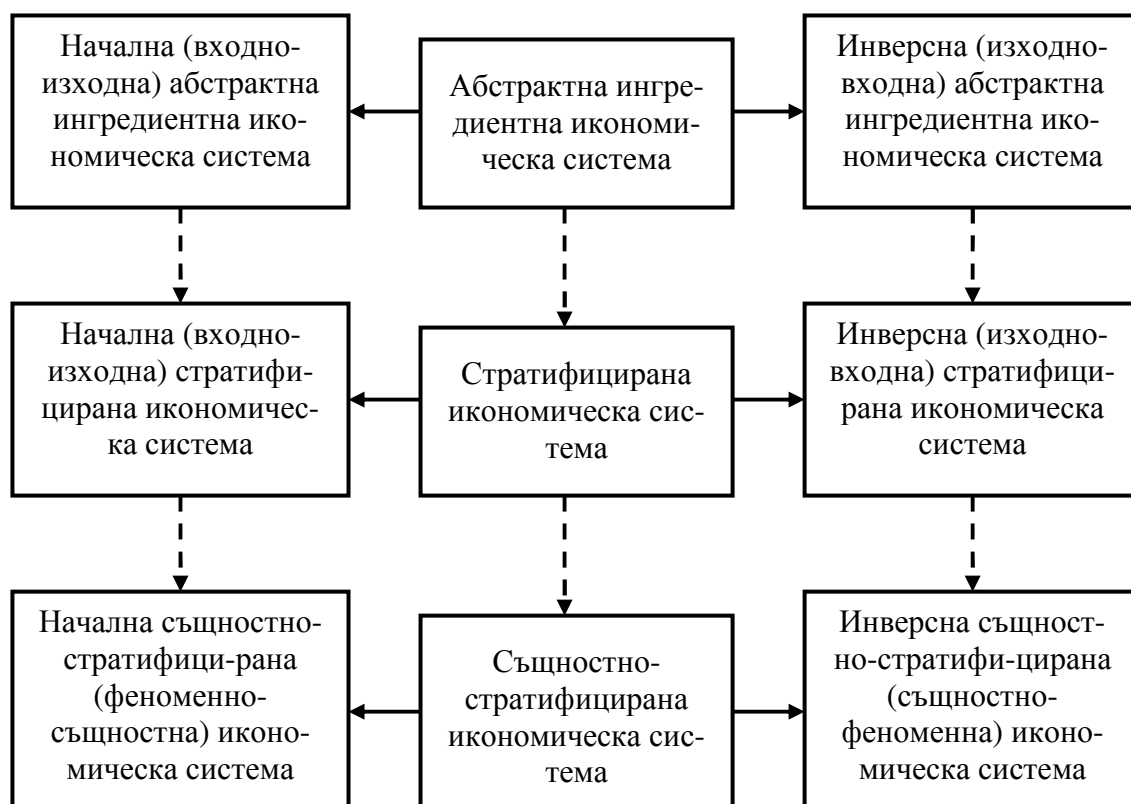 Начална (входно-
изходна) абстрактна
ингредиентна ико-
номическа система
Абстрактна ингре-
диентна икономи-
ческа система
Инверсна (изходно-
входна) абстрактна
ингредиентна ико-
номическа система
Начална (входно-
изходна) стратифи-
цирана икономичес-
ка система
Стратифицирана
икономическа сис-
тема
Инверсна (изходно-
входна) стратифици-
рана икономическа
система
Начална същностно-
стратифици-рана
(феноменно-
същностна) иконо-
мическа система
Същностно-
стратифицирана
икономическа сис-
тема
Инверсна същност-
но-стратифи-цирана
(същностно-
феноменна) иконо-
мическа система